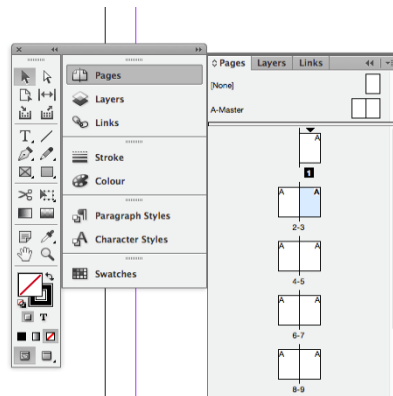 Pages
Layers
Links
Stroke
Colour
Paragraph Styles
Character Styles
Swatches
T
T
Pages Layers Links
[None]
A-Master
A
1
A A
2-3
A A
4-5
A A
6-7
A A
8-9